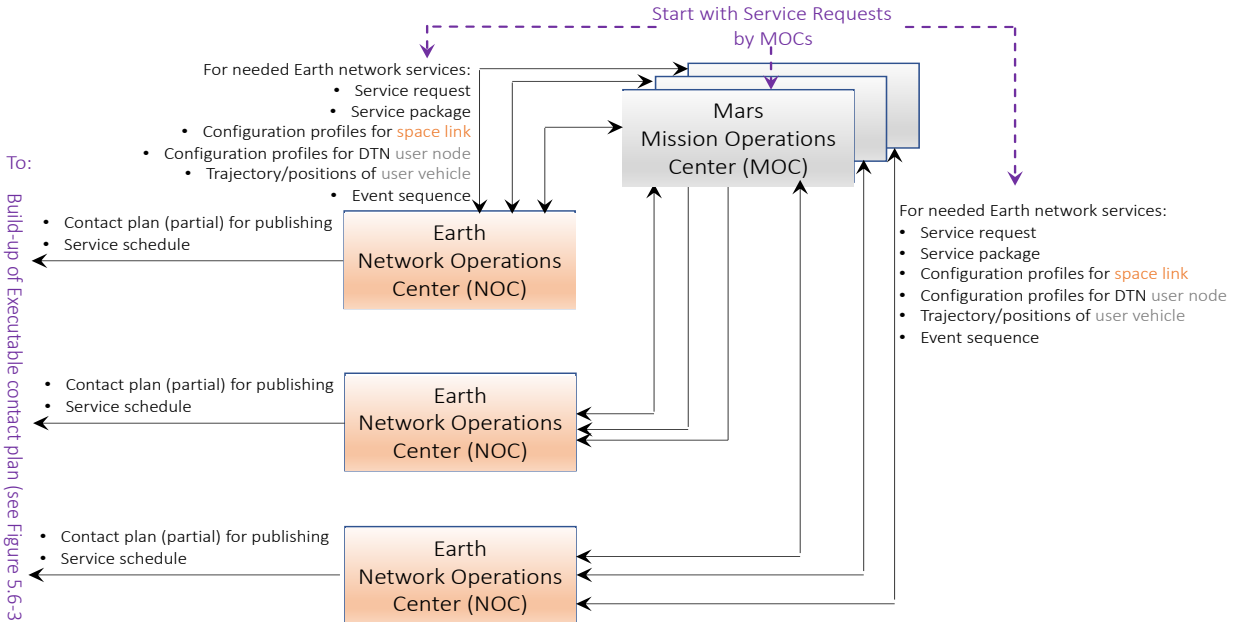 Start with Service Requests
by MOCs
For needed Earth network services:
• Service request
• Service package
• Configuration profiles for space link
• Configuration profiles for DTN user node
• Trajectory/positions of user vehicle
• Event sequence
Mars
Mission Operations
Center (MOC)
For needed Earth network services:
• Service request
• Service package
• Configuration profiles for space link
• Configuration profiles for DTN user node
• Trajectory/positions of user vehicle
• Event sequence
To:
Build-up of Executable contact plan (see Figure 5.6-3
• Contact plan (partial) for publishing
• Service schedule
Earth
Network Operations
Center (NOC)
• Contact plan (partial) for publishing
• Service schedule
Earth
Network Operations
Center (NOC)
• Contact plan (partial) for publishing
• Service schedule
Earth
Network Operations
Center (NOC)